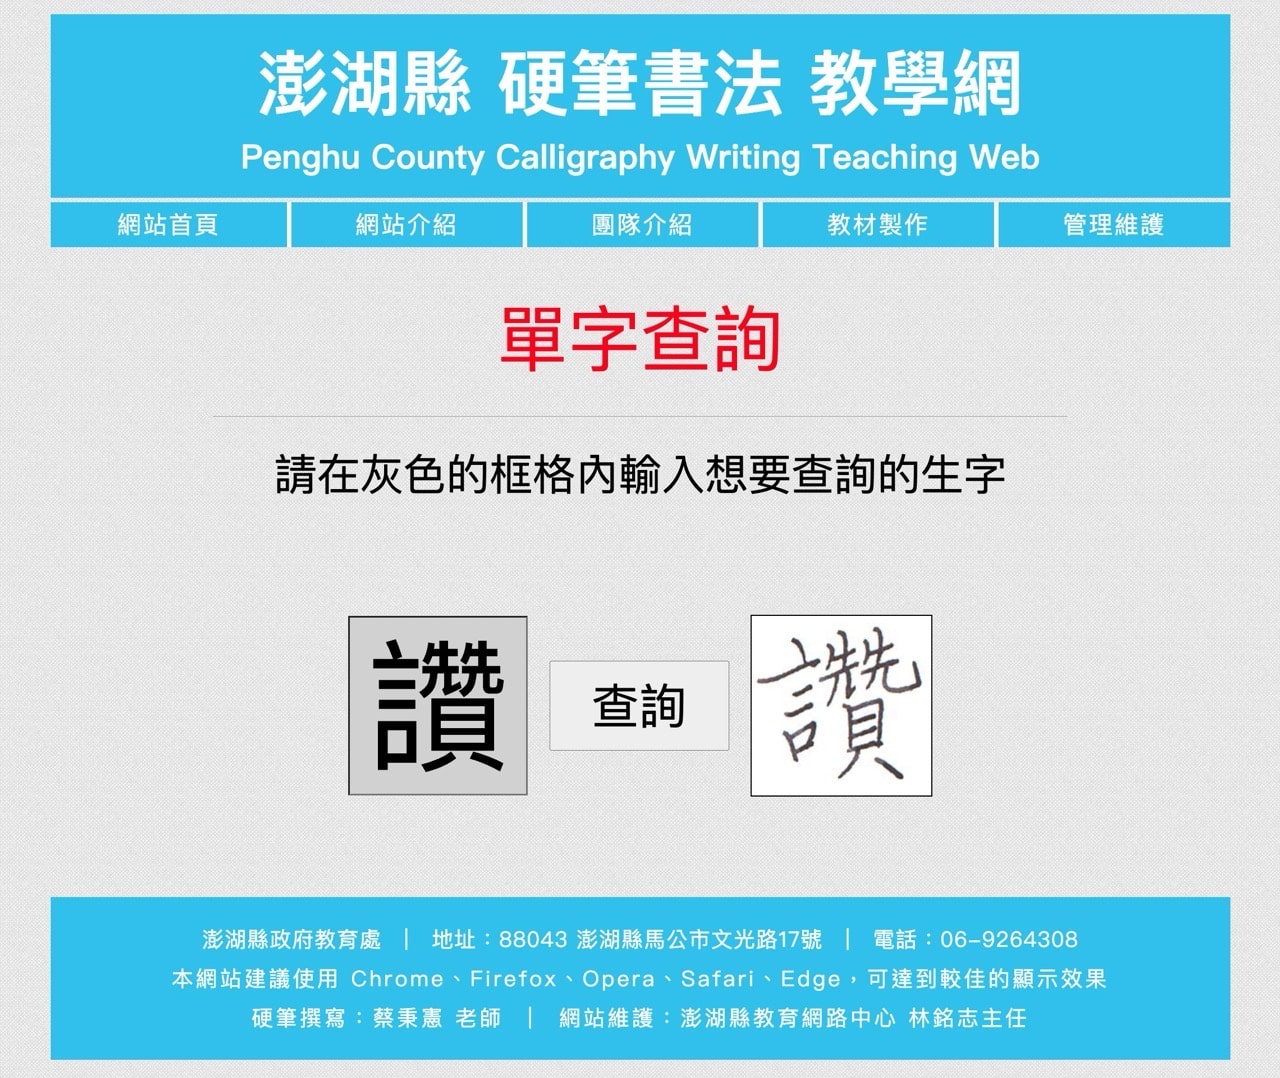 澎湖縣 硬筆書法 教學網
Penghu County Calligraphy Writing Teaching Web
網站首頁 網站介紹 團隊介紹 教材製作 管理維護
單字查詢
請在灰色的框格內輸入想要查詢的生字
讚 查詢 讚
澎湖縣政府教育處 | 地址：88043 澎湖縣馬公市文光路17號 | 電話：06-9264308
本網站建議使用 Chrome、Firefox、Opera、Safari、Edge，可達到較佳的顯示效果
硬筆撰寫：蔡秉憲 老師 | 網站維護：澎湖縣教育網路中心 林銘志主任